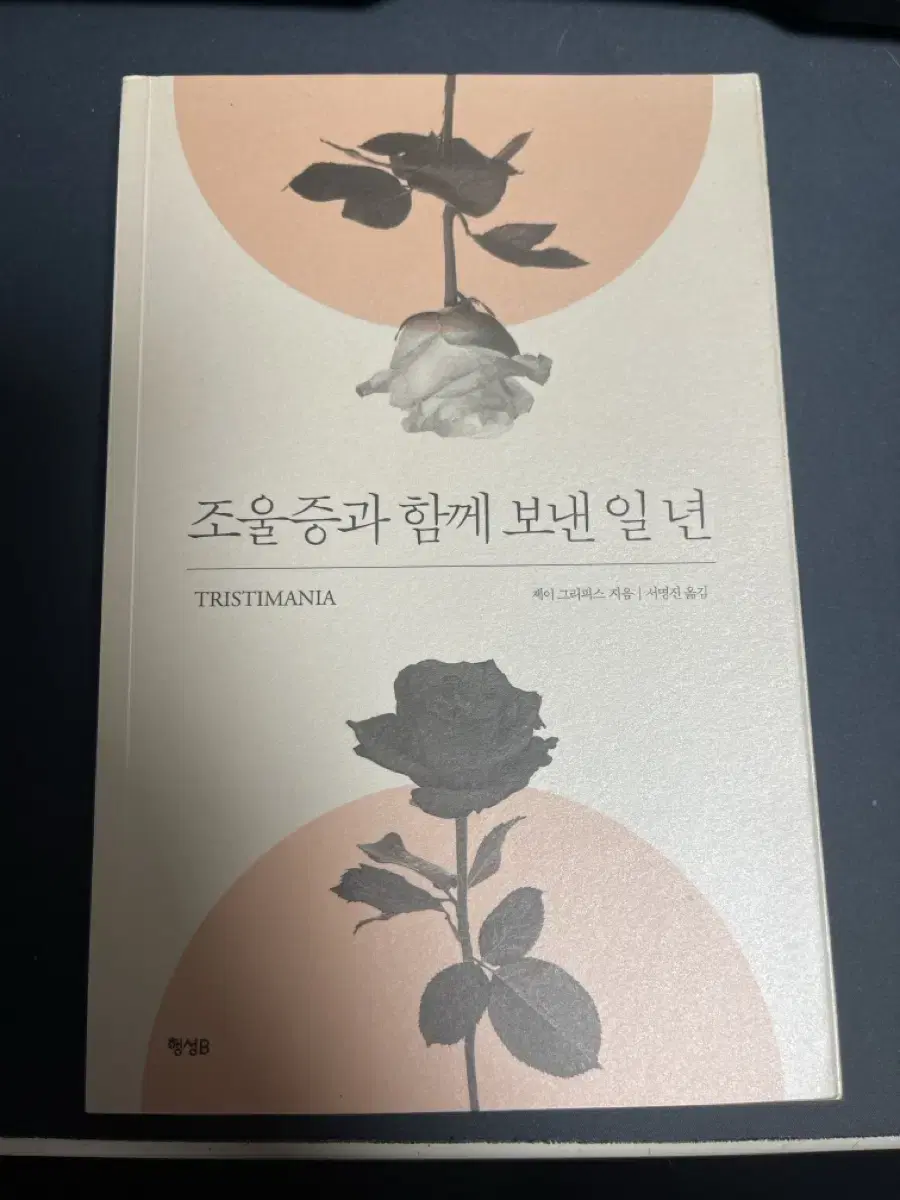 조울증과 함께 보낸 일 년
TRISTIMANIA
제이 그리피스 지음 | 서명진 옮김
행성B